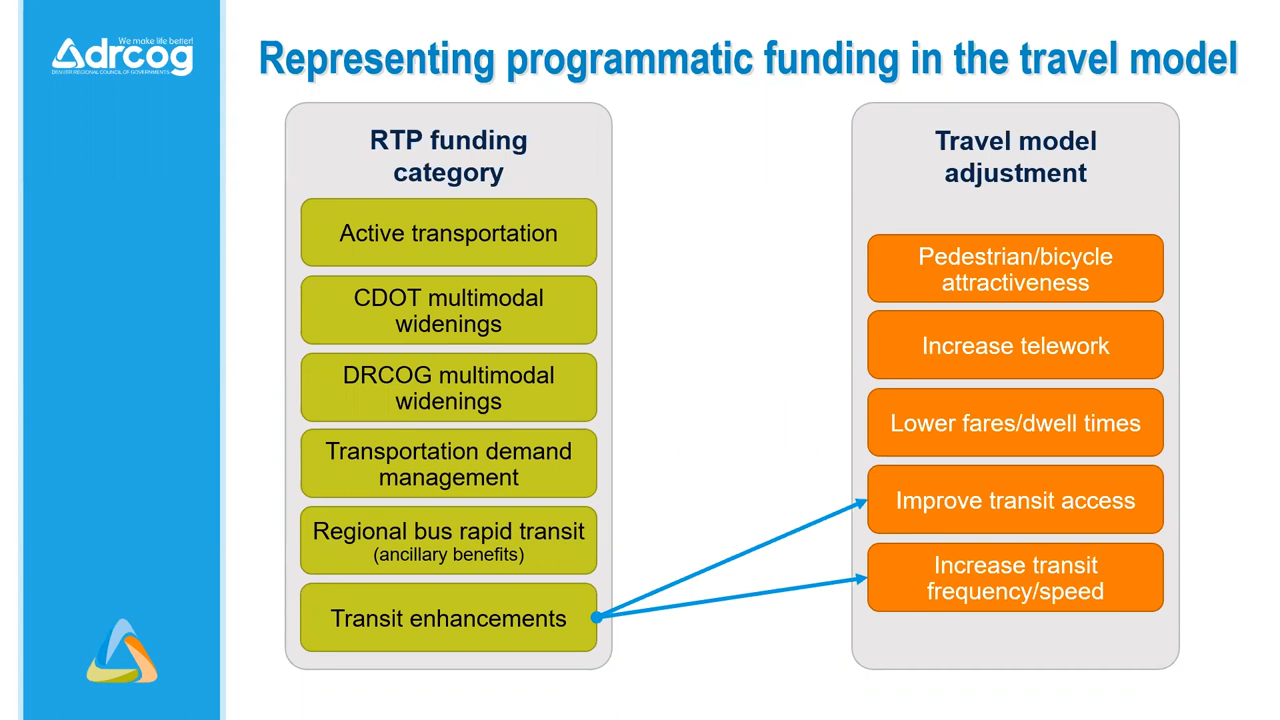 We make life better!
drcog
DENVER REGIONAL COUNCIL OF GOVERNMENTS
Representing programmatic funding in the travel model
RTP funding
category
Active transportation
CDOT multimodal
widenings
DRCOG multimodal
widenings
Transportation demand
management
Regional bus rapid transit
(ancillary benefits)
Transit enhancements
Travel model
adjustment
Pedestrian/bicycle
attractiveness
Increase telework
Lower fares/dwell times
Improve transit access
Increase transit
frequency/speed